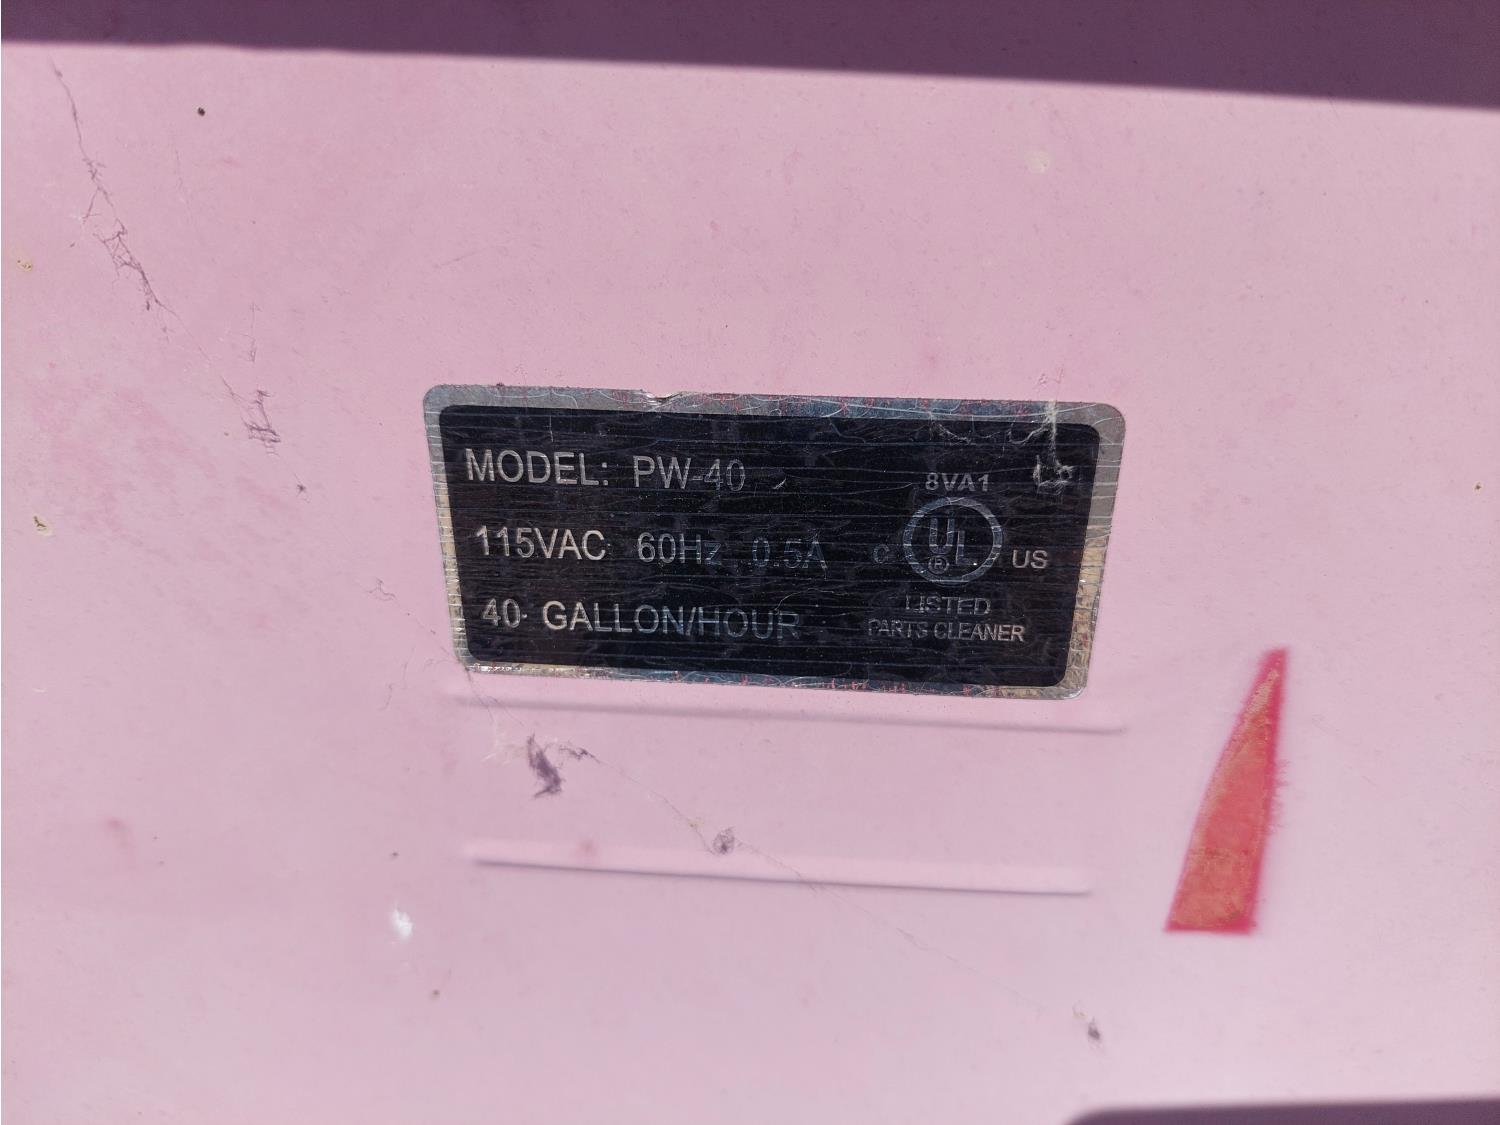 MODEL: PW-40
115VAC 60Hz 0.5A
40 GALLON/HOUR
8VA1
C UL® US
LISTED
PARTS CLEANER